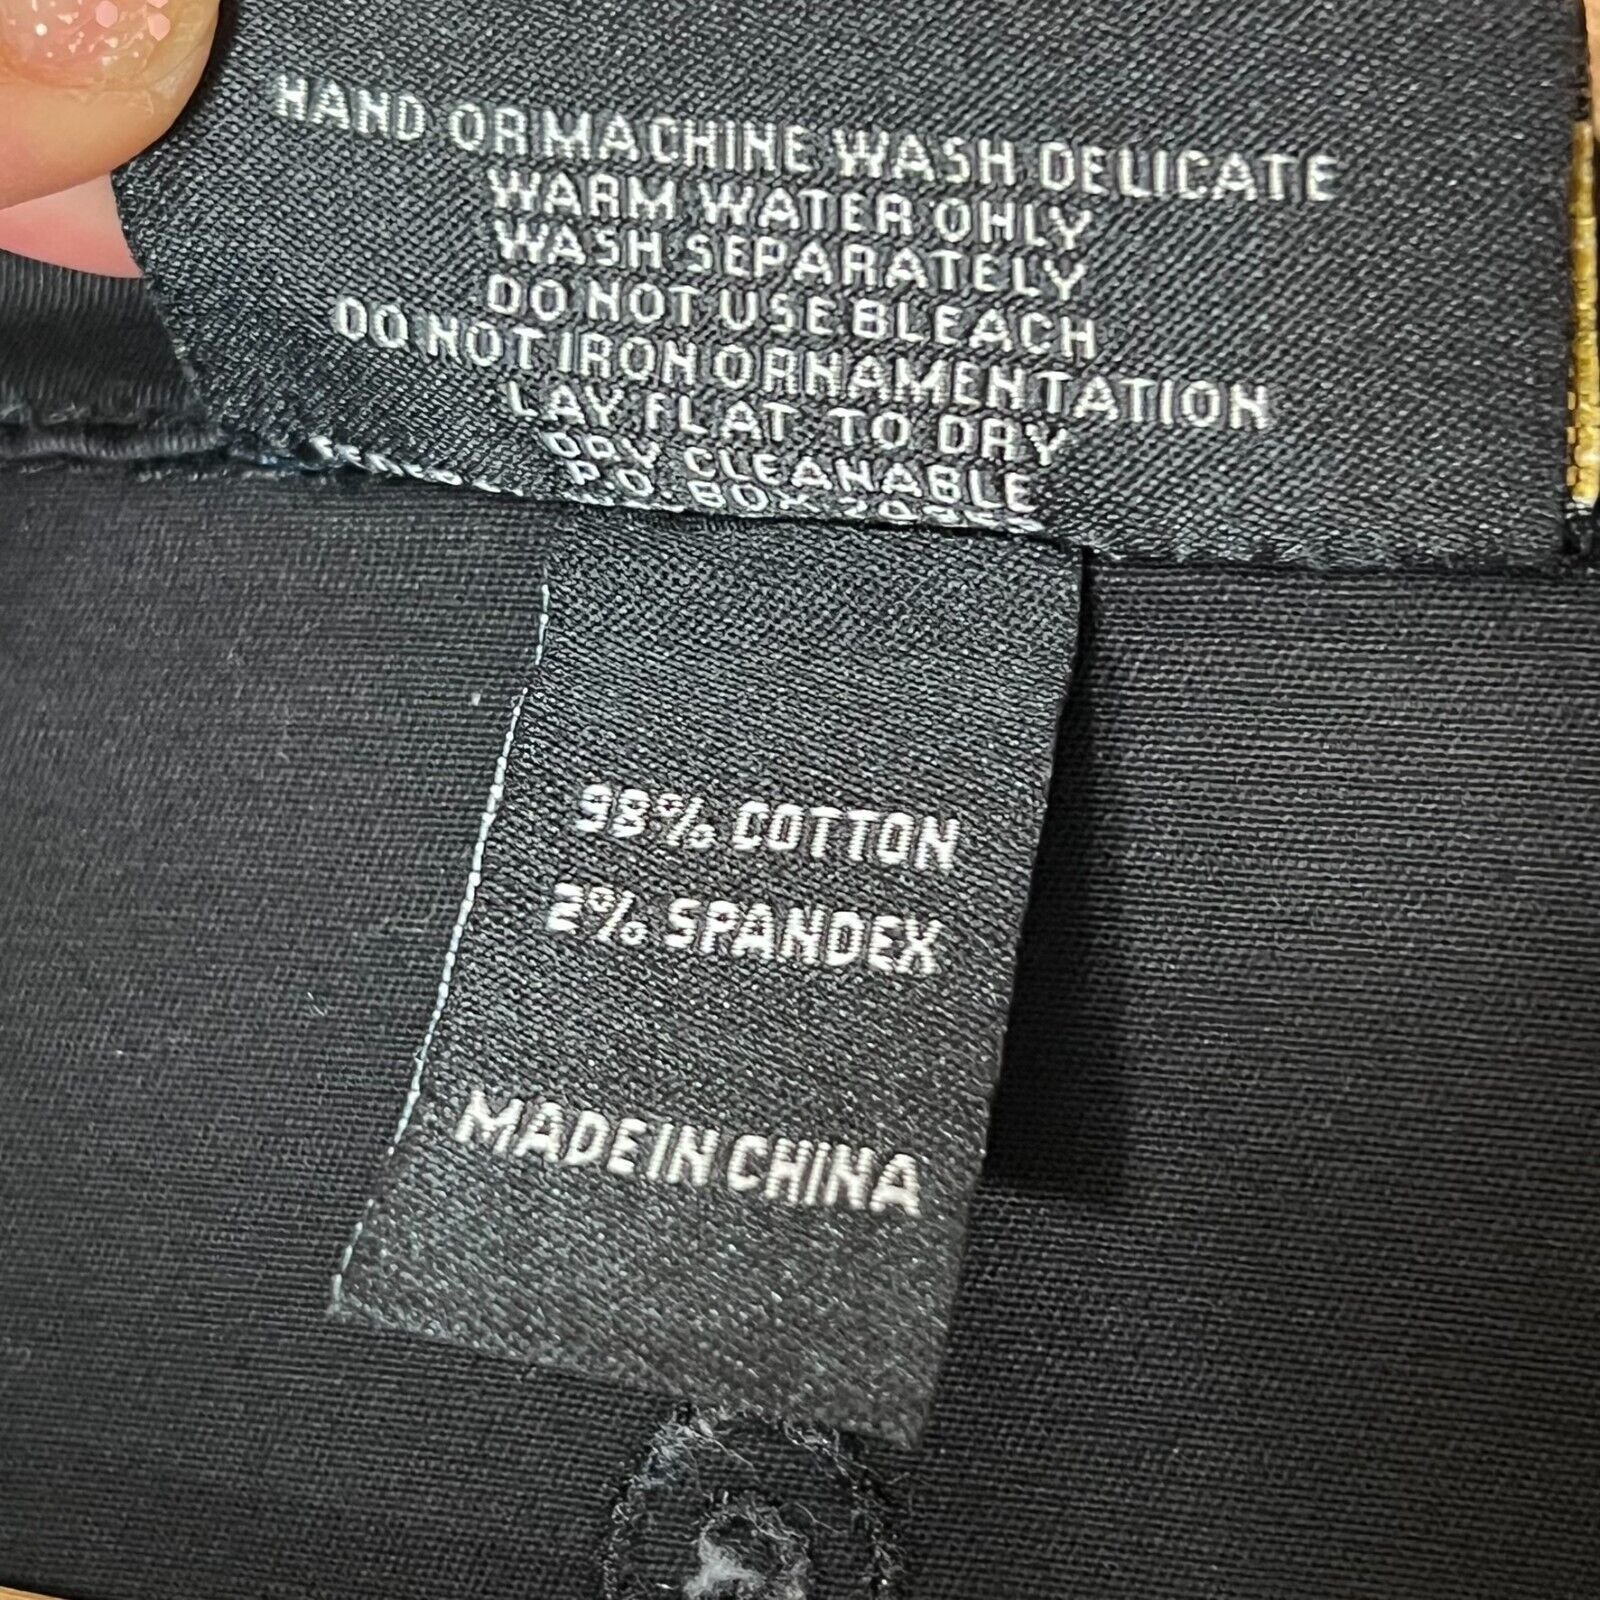 HAND OR MACHINE WASH DELICATE
WARM WATER ONLY
WASH SEPARATELY
DO NOT USE BLEACH
DO NOT IRON ORNAMENTATION
LAY FLAT TO DRY
DRY CLEANABLE
P.O. BOX
98% COTTON
2% SPANDEX
MADE IN CHINA